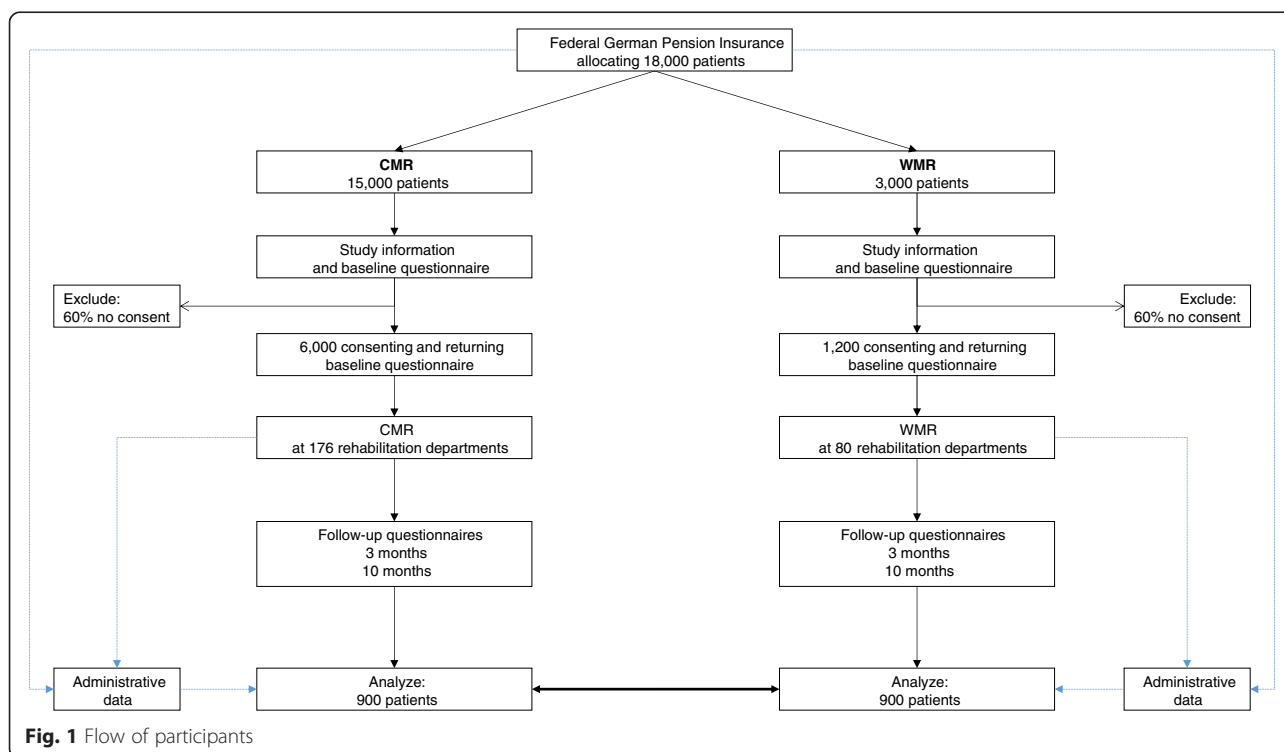 Federal German Pension Insurance
allocating 18,000 patients
CMR
15,000 patients
WMR
3,000 patients
Study information
and baseline questionnaire
Study information
and baseline questionnaire
Exclude:
60% no consent
Exclude:
60% no consent
6,000 consenting and returning
baseline questionnaire
1,200 consenting and returning
baseline questionnaire
CMR
at 176 rehabilitation departments
WMR
at 80 rehabilitation departments
Follow-up questionnaires
3 months
10 months
Follow-up questionnaires
3 months
10 months
Administrative
data
Analyze:
900 patients
Analyze:
900 patients
Administrative
data
Fig. 1 Flow of participants